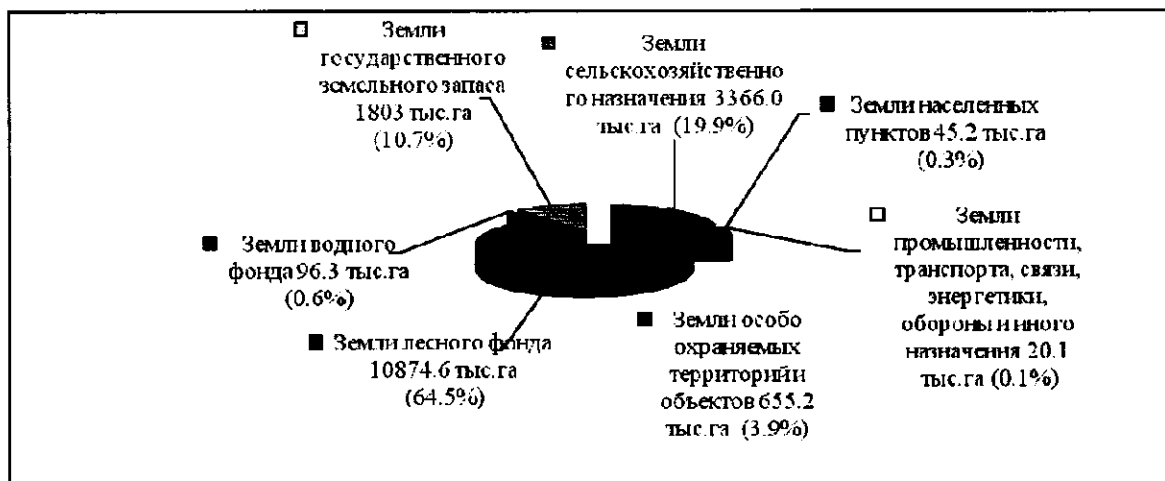 Земли
государственного
земельного запаса
1803 тыс.га
(10.7%)
Земли
сельскохозяйственно
го назначения 3366.0
тыс.га (19.9%)
Земли населенных
пунктов 45.2 тыс.га
(0.3%)
Земли
промышленности,
транспорта, связи,
энергетики,
обороны и иного
назначения 20.1
тыс.га (0.1%)
Земли особо
охраняемых
территорий и
объектов 655.2
тыс.га (3.9%)
Земли лесного фонда
10874.6 тыс.га
(64.5%)
Земли водного
фонда 96.3 тыс.га
(0.6%)